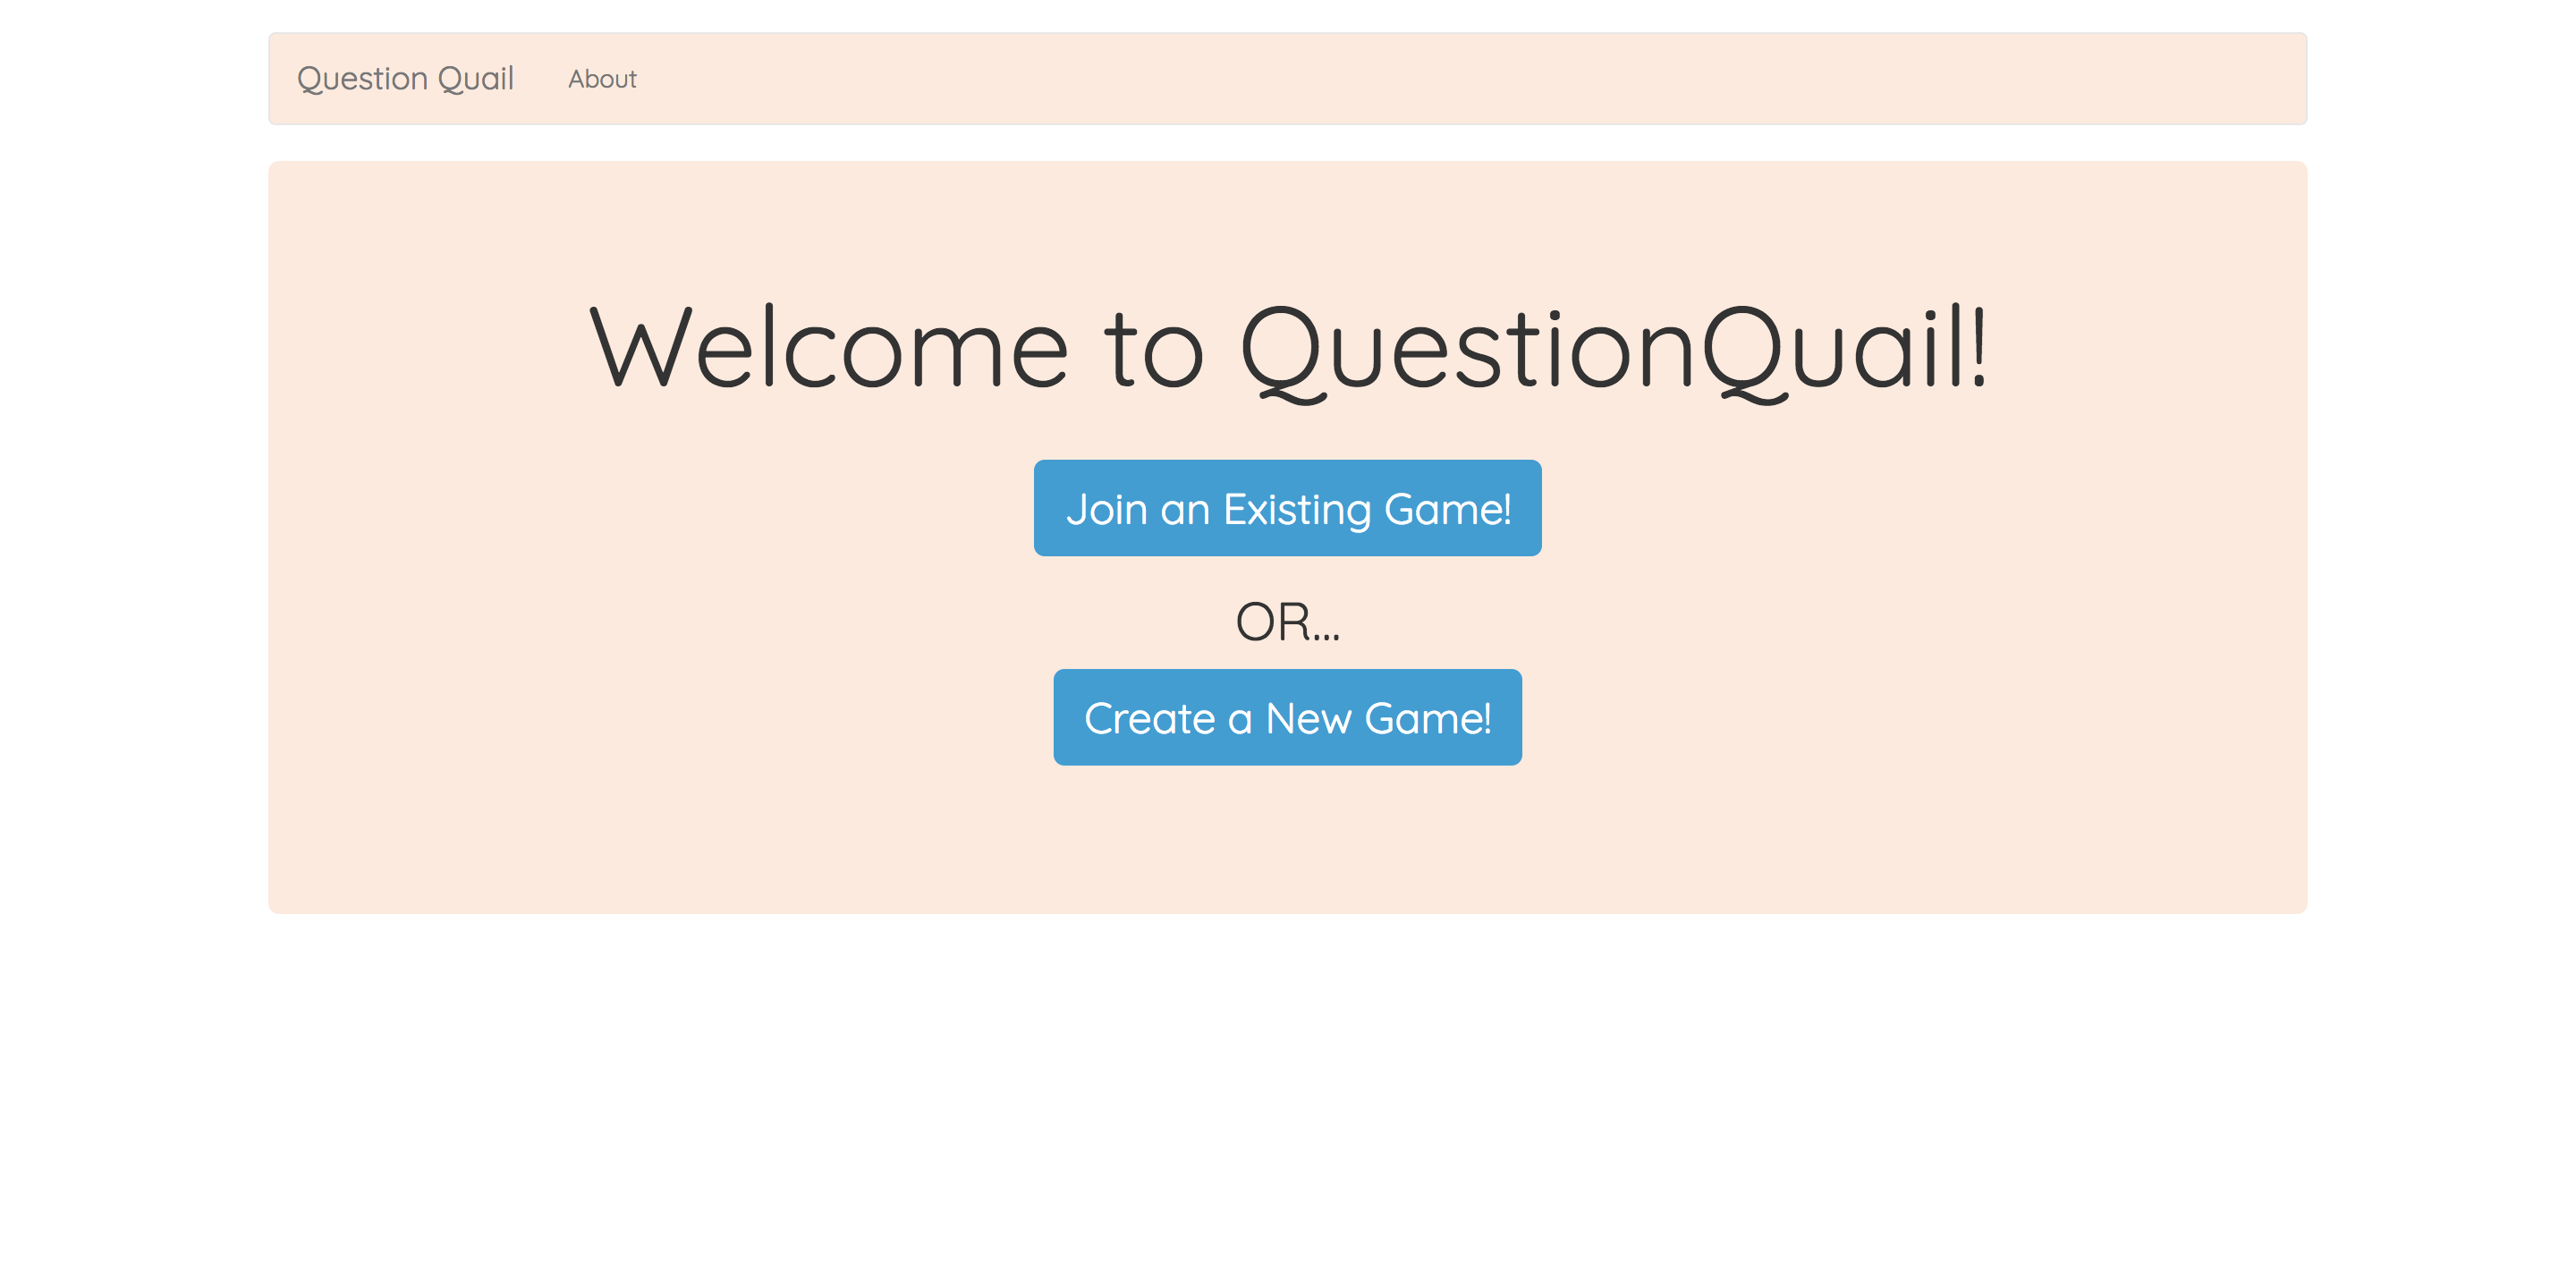 Question Quail About
Welcome to QuestionQuail!
Join an Existing Game!
OR...
Create a New Game!